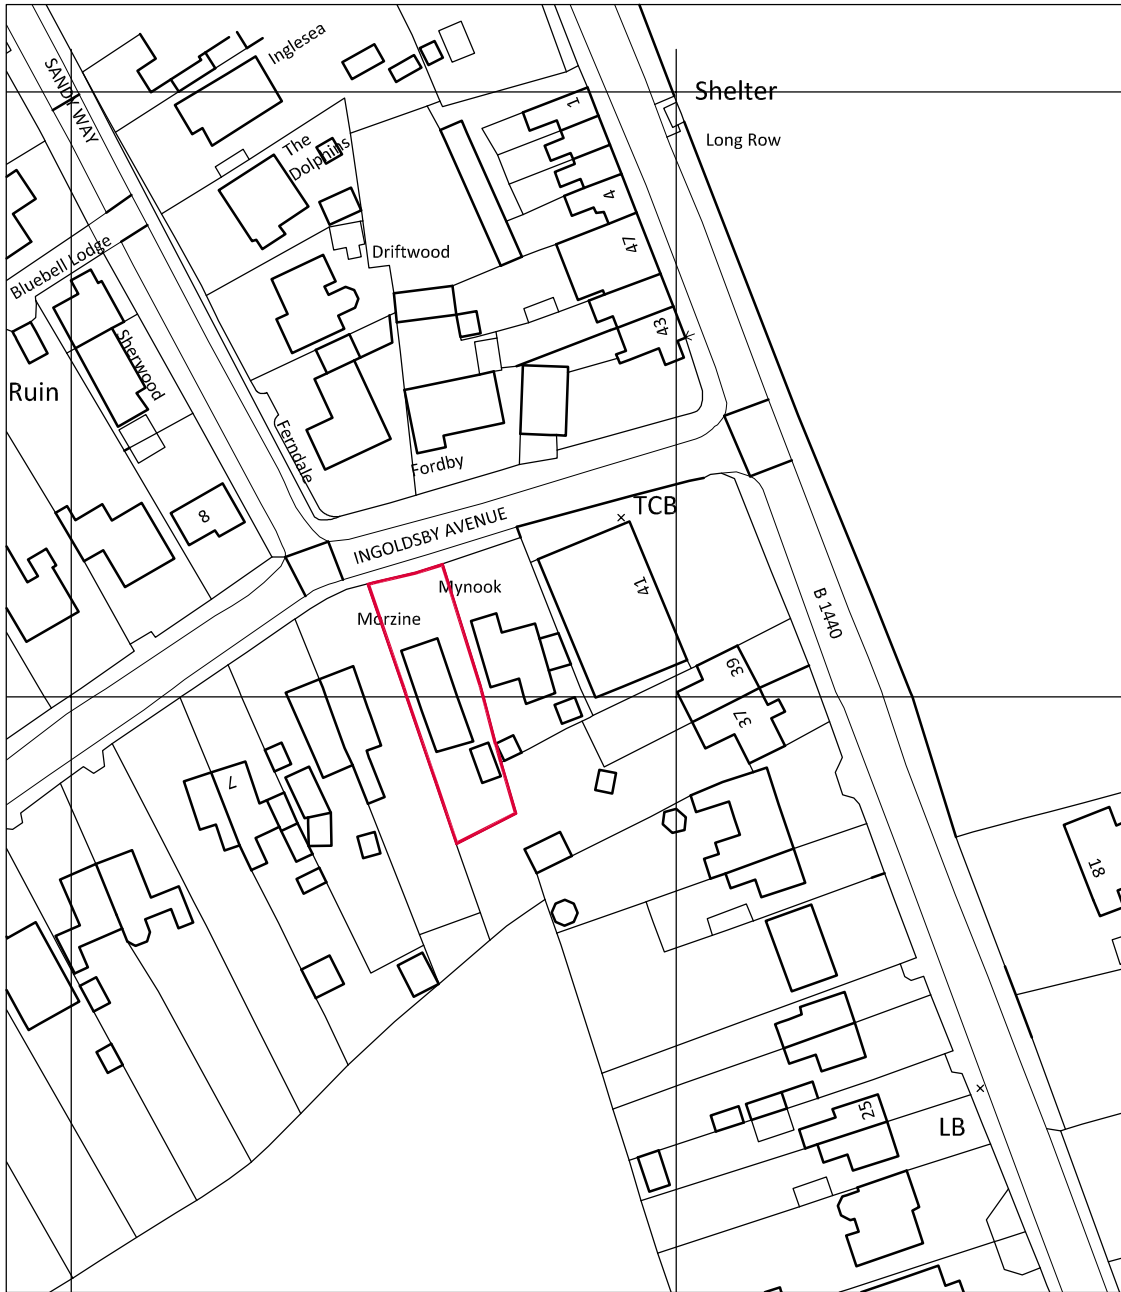 SANDY WAY
Inglesea
The
Dolphins
Shelter
Long Row
1
4
47
43
Driftwood
Bluebell Lodge
Sherwood
Ruin
Ferndale
Fordby
8
INGOLDSBY AVENUE
TCB
Mynook
Morzine
41
B 1440
39
37
7
18
25
LB